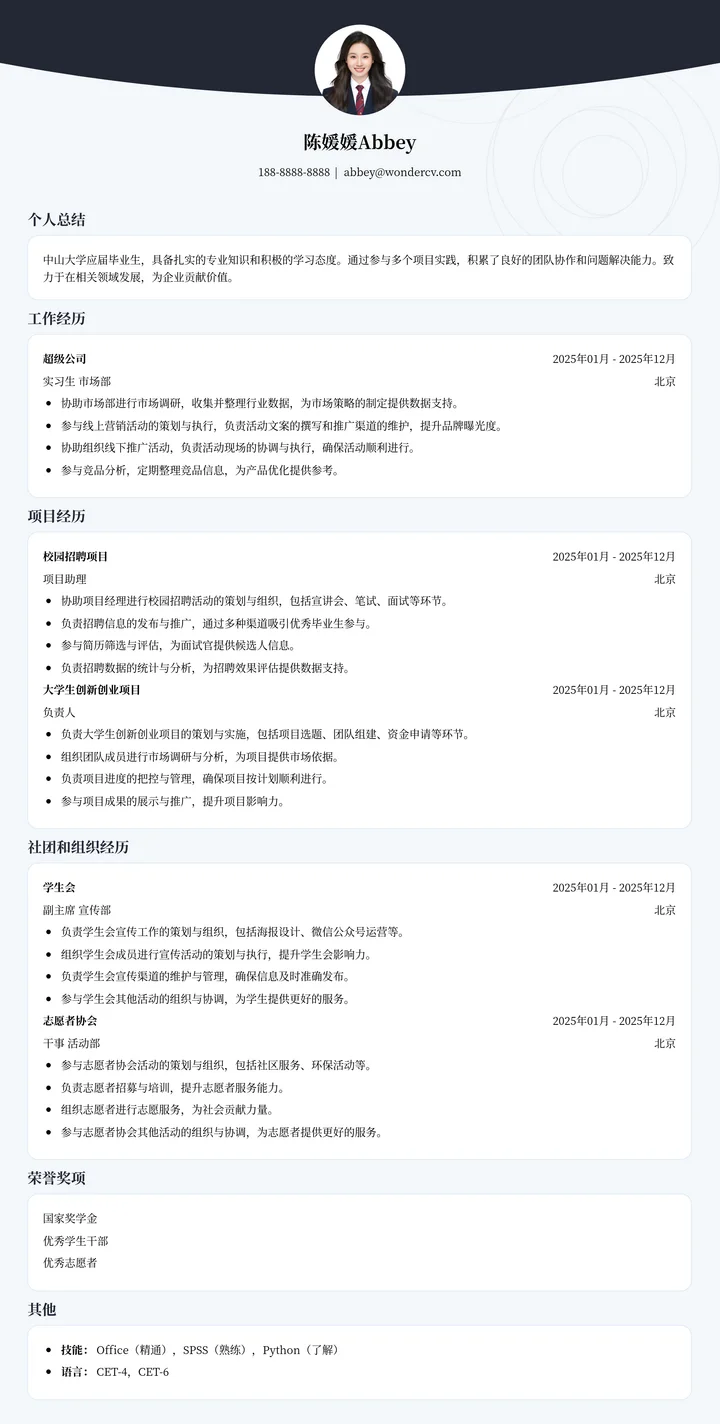 陈媛媛Abbey
188-8888-8888 | abbey@wondercv.com
个人总结
中山大学应届毕业生，具备扎实的专业知识和积极的学习态度。通过参与多个项目实践，积累了良好的团队协作和问题解决能力。致
力于在相关领域发展，为企业贡献价值。
工作经历
超级公司 2025年01月 - 2025年12月
实习生 市场部 北京
• 协助市场部进行市场调研，收集并整理行业数据，为市场策略的制定提供数据支持。
• 参与线上营销活动的策划与执行，负责活动文案的撰写和推广渠道的维护，提升品牌曝光度。
• 协助组织线下推广活动，负责活动现场的协调与执行，确保活动顺利进行。
• 参与竞品分析，定期整理竞品信息，为产品优化提供参考。
项目经历
校园招聘项目 2025年01月 - 2025年12月
项目助理 北京
• 协助项目经理进行校园招聘活动的策划与组织，包括宣讲会、笔试、面试等环节。
• 负责招聘信息的发布与推广，通过多种渠道吸引优秀毕业生参与。
• 参与简历筛选与评估，为面试官提供候选人信息。
• 负责招聘数据的统计与分析，为招聘效果评估提供数据支持。
大学生创新创业项目 2025年01月 - 2025年12月
负责人 北京
• 负责大学生创新创业项目的策划与实施，包括项目选题、团队组建、资金申请等环节。
• 组织团队成员进行市场调研与分析，为项目提供市场依据。
• 负责项目进度的把控与管理，确保项目按计划顺利进行。
• 参与项目成果的展示与推广，提升项目影响力。
社团和组织经历
学生会 2025年01月 - 2025年12月
副主席 宣传部 北京
• 负责学生会宣传工作的策划与组织，包括海报设计、微信公众号运营等。
• 组织学生会成员进行宣传活动的策划与执行，提升学生会影响力。
• 负责学生会宣传渠道的维护与管理，确保信息及时准确发布。
• 参与学生会其他活动的组织与协调，为学生提供更好的服务。
志愿者协会 2025年01月 - 2025年12月
干事 活动部 北京
• 参与志愿者协会活动的策划与组织，包括社区服务、环保活动等。
• 负责志愿者招募与培训，提升志愿者服务能力。
• 组织志愿者进行志愿服务，为社会贡献力量。
• 参与志愿者协会其他活动的组织与协调，为志愿者提供更好的服务。
荣誉奖项
国家奖学金
优秀学生干部
优秀志愿者
其他
• 技能： Office（精通），SPSS（熟练），Python（了解）
• 语言： CET-4，CET-6